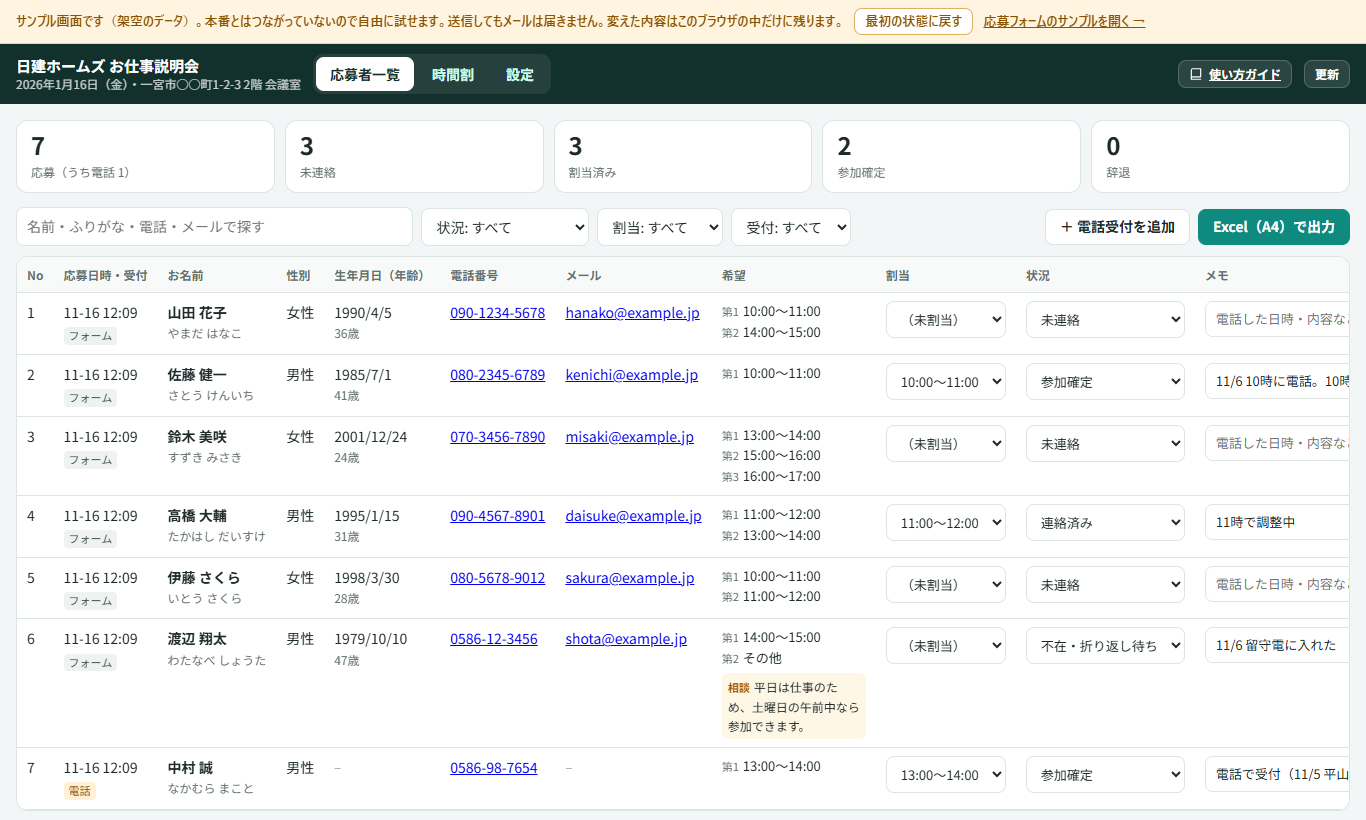 サンプル画面です（架空のデータ）。本番とはつながっていないので自由に試せます。送信してもメールは届きません。変えた内容はこのブラウザの中だけに残ります。 最初の状態に戻す 応募フォームのサンプルを開く →
日建ホームズ お仕事説明会
2026年1月16日（金）・一宮市〇〇町1-2-3 2階 会議室
応募者一覧 時間割 設定 使い方ガイド 更新
7 3 3 2 0
応募（うち電話 1） 未連絡 割当済み 参加確定 辞退
名前・ふりがな・電話・メールで探す 状況: すべて 割当: すべて 受付: すべて ＋ 電話受付を追加 Excel（A4）で出力
No 応募日時・受付 お名前 性別 生年月日（年齢） 電話番号 メール 希望 割当 状況 メモ
1 11-16 12:09 山田 花子 女性 1990/4/5 090-1234-5678 hanako@example.jp 第1 10:00〜11:00 （未割当） 未連絡 電話した日時・内容な
フォーム やまだ はなこ 36歳 第2 14:00〜15:00
2 11-16 12:09 佐藤 健一 男性 1985/7/1 080-2345-6789 kenichi@example.jp 第1 10:00〜11:00 10:00〜11:00 参加確定 11/6 10時に電話。10時
フォーム さとう けんいち 41歳
3 11-16 12:09 鈴木 美咲 女性 2001/12/24 070-3456-7890 misaki@example.jp 第1 13:00〜14:00 （未割当） 未連絡 電話した日時・内容な
フォーム すずき みさき 24歳 第2 15:00〜16:00
第3 16:00〜17:00
4 11-16 12:09 高橋 大輔 男性 1995/1/15 090-4567-8901 daisuke@example.jp 第1 11:00〜12:00 11:00〜12:00 連絡済み 11時で調整中
フォーム たかはし だいすけ 31歳 第2 13:00〜14:00
5 11-16 12:09 伊藤 さくら 女性 1998/3/30 080-5678-9012 sakura@example.jp 第1 10:00〜11:00 （未割当） 未連絡 電話した日時・内容な
フォーム いとう さくら 28歳 第2 11:00〜12:00
6 11-16 12:09 渡辺 翔太 男性 1979/10/10 0586-12-3456 shota@example.jp 第1 14:00〜15:00 （未割当） 不在・折り返し待ち 11/6 留守電に入れた
フォーム わたなべ しょうた 47歳 第2 その他
相談 平日は仕事のた
め、土曜日の午前中なら
参加できます。
7 11-16 12:09 中村 誠 男性 – 0586-98-7654 – 第1 13:00〜14:00 13:00〜14:00 参加確定 電話で受付（11/5 平山
電話 なかむら まこと